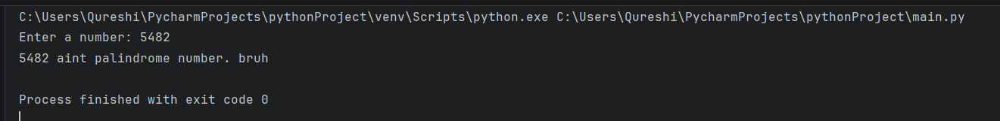 C:\Users\Qureshi\PycharmProjects\pythonProject\venv\Scripts\python.exe C:\Users\Qureshi\PycharmProjects\pythonProject\main.py
Enter a number: 5482
5482 aint palindrome number. bruh
Process finished with exit code 0